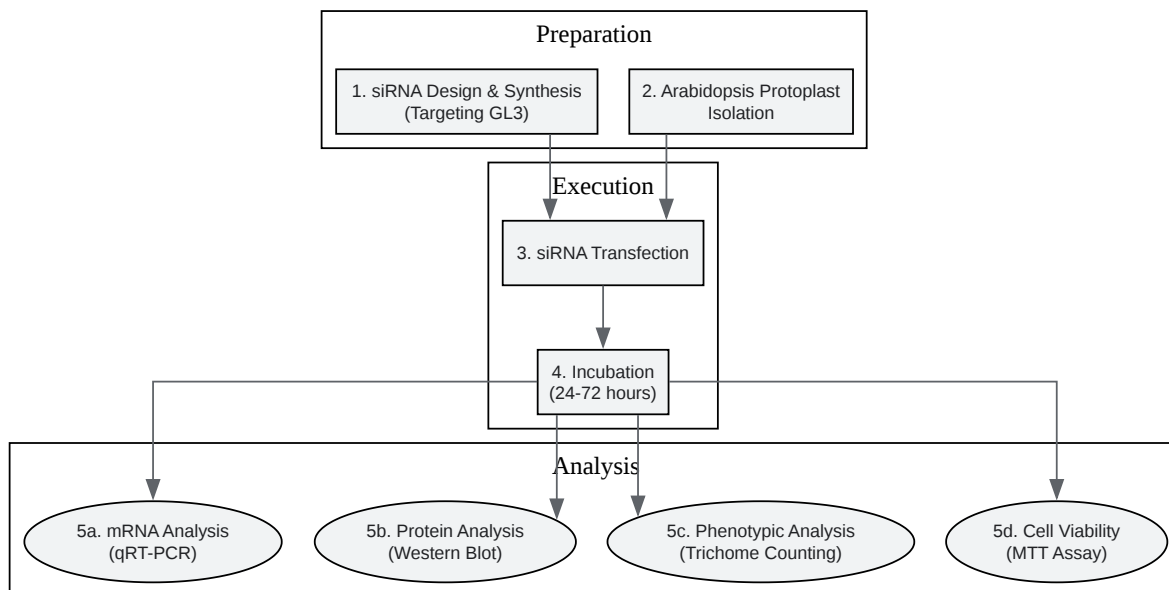 Preparation
1. siRNA Design & Synthesis
(Targeting GL3)
2. Arabidopsis Protoplast
Isolation
Execution
3. siRNA Transfection
4. Incubation
(24-72 hours)
Analysis
5a. mRNA Analysis
(qRT-PCR)
5b. Protein Analysis
(Western Blot)
5c. Phenotypic Analysis
(Trichome Counting)
5d. Cell Viability
(MTT Assay)